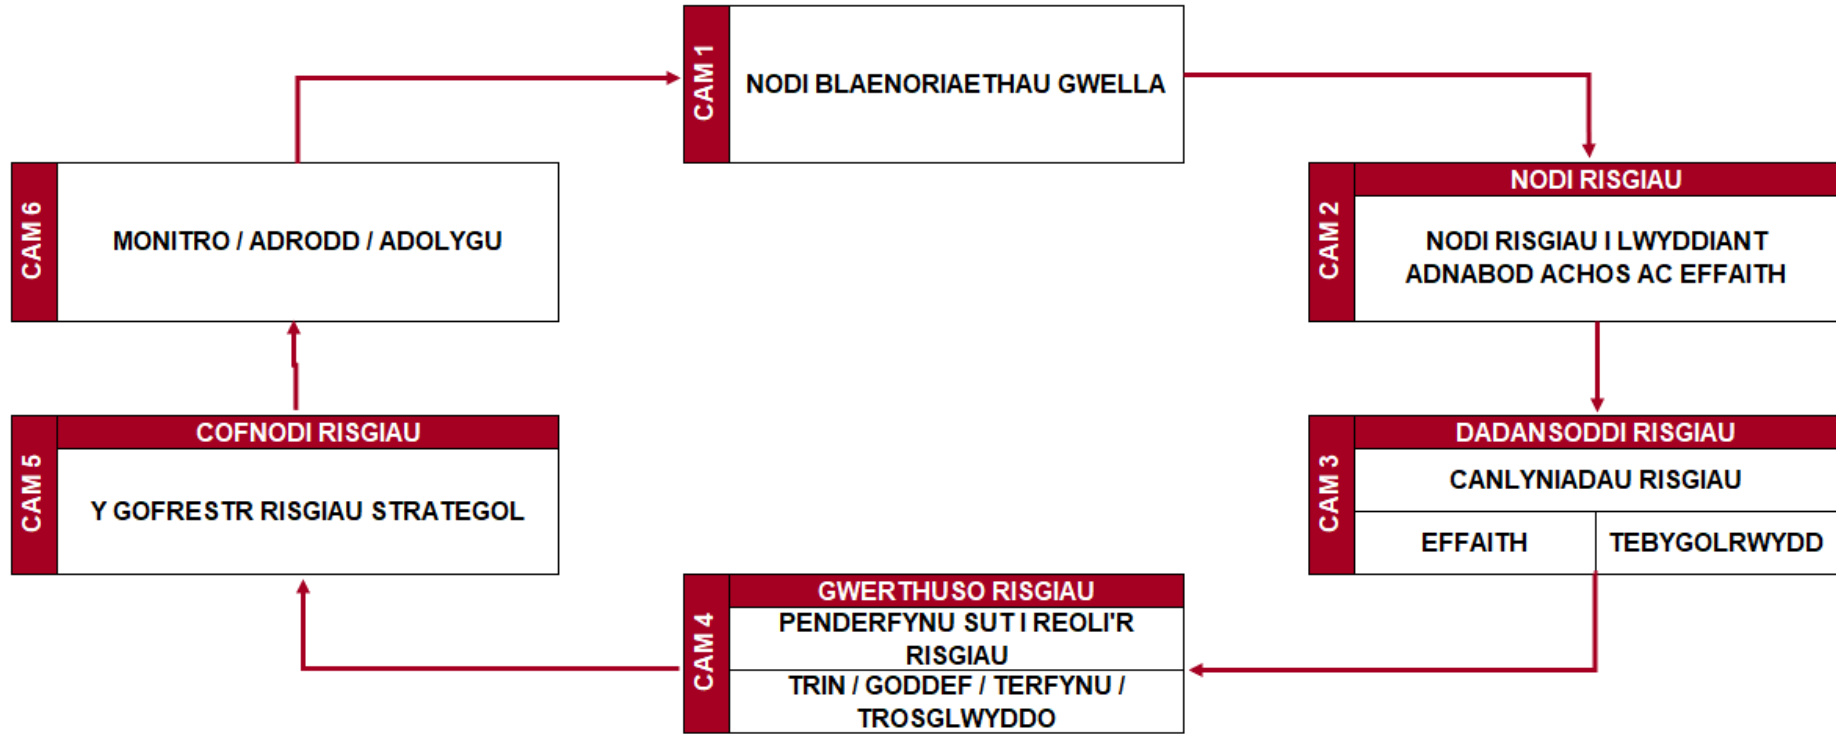 CAM 1
NODI BLAENORIAETHAU GWELLA
CAM 2
NODI RISGIAU
NODI RISGIAU I LWYDDIANT
ADNABOD ACHOS AC EFFAITH
CAM 3
DADANSODDI RISGIAU
CANLYNIADAU RISGIAU
EFFAITH
TEBYGOLRWYDD
CAM 4
GWERTHUSO RISGIAU
PENDERFYNU SUT I REOLI'R
RISGIAU
TRIN / GODDEF / TERFYNU /
TROSGLWYDDO
CAM 5
COFNODI RISGIAU
Y GOFRESTR RISGIAU STRATEGOL
CAM 6
MONITRO / ADRODD / ADOLYGU